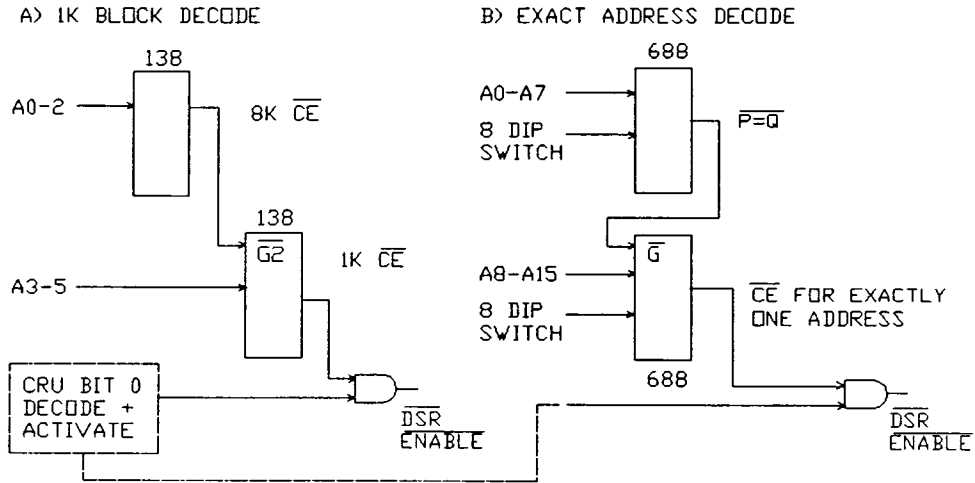 A) 1K BLOCK DECODE
138
A0-2
8K CE
138
G2
1K CE
A3-5
CRU BIT 0
DECODE +
ACTIVATE
DSR
ENABLE
B) EXACT ADDRESS DECODE
688
A0-A7
8 DIP
SWITCH
P=Q
G
A8-A15
8 DIP
SWITCH
CE FOR EXACTLY
ONE ADDRESS
688
DSR
ENABLE